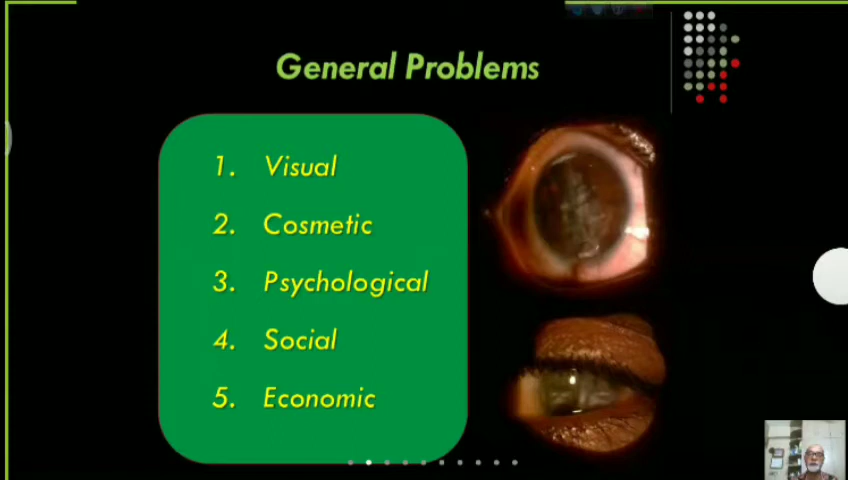 General Problems
1. Visual
2. Cosmetic
3. Psychological
4. Social
5. Economic